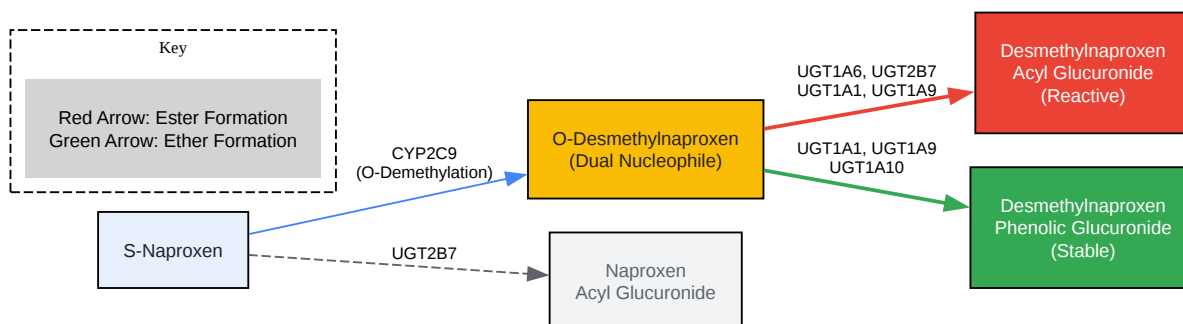 Key
Red Arrow: Ester Formation
Green Arrow: Ether Formation
S-Naproxen
CYP2C9
(O-Demethylation)
UGT2B7
O-Desmethylnaproxen
(Dual Nucleophile)
Naproxen
Acyl Glucuronide
UGT1A6, UGT2B7
UGT1A1, UGT1A9
UGT1A1, UGT1A9
UGT1A10
Desmethylnaproxen
Acyl Glucuronide
(Reactive)
Desmethylnaproxen
Phenolic Glucuronide
(Stable)